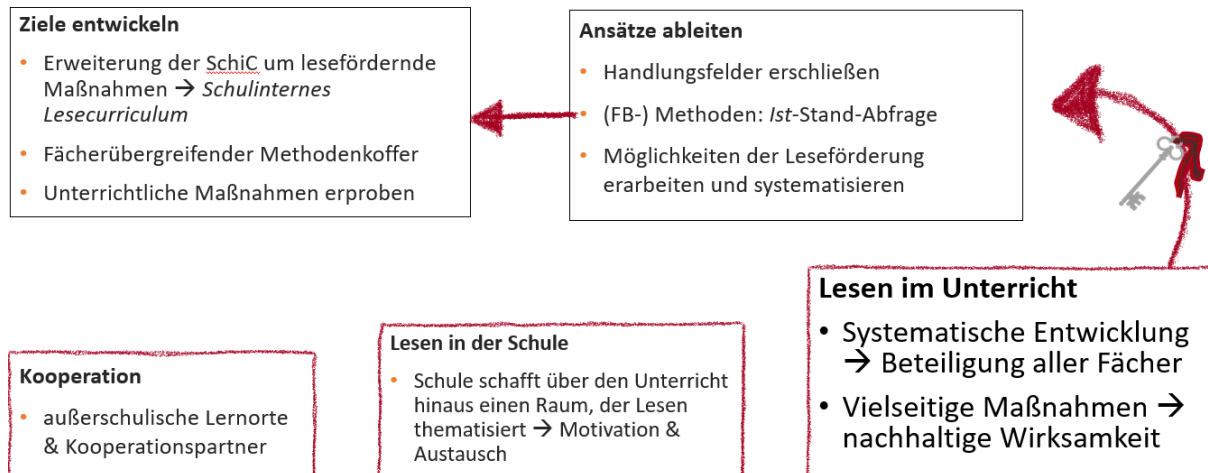 Ziele entwickeln
• Erweiterung der SchiC um lesefördernde
Maßnahmen → Schulinternes
Lesecurriculum
• Fächerübergreifender Methodenkoffer
• Unterrichtliche Maßnahmen erproben
Ansätze ableiten
• Handlungsfelder erschließen
• (FB-) Methoden: Ist-Stand-Abfrage
• Möglichkeiten der Leseförderung
erarbeiten und systematisieren
Kooperation
• außerschulische Lernorte
& Kooperationspartner
Lesen in der Schule
• Schule schafft über den Unterricht
hinaus einen Raum, der Lesen
thematisiert → Motivation &
Austausch
Lesen im Unterricht
• Systematische Entwicklung
→ Beteiligung aller Fächer
• Vielseitige Maßnahmen →
nachhaltige Wirksamkeit